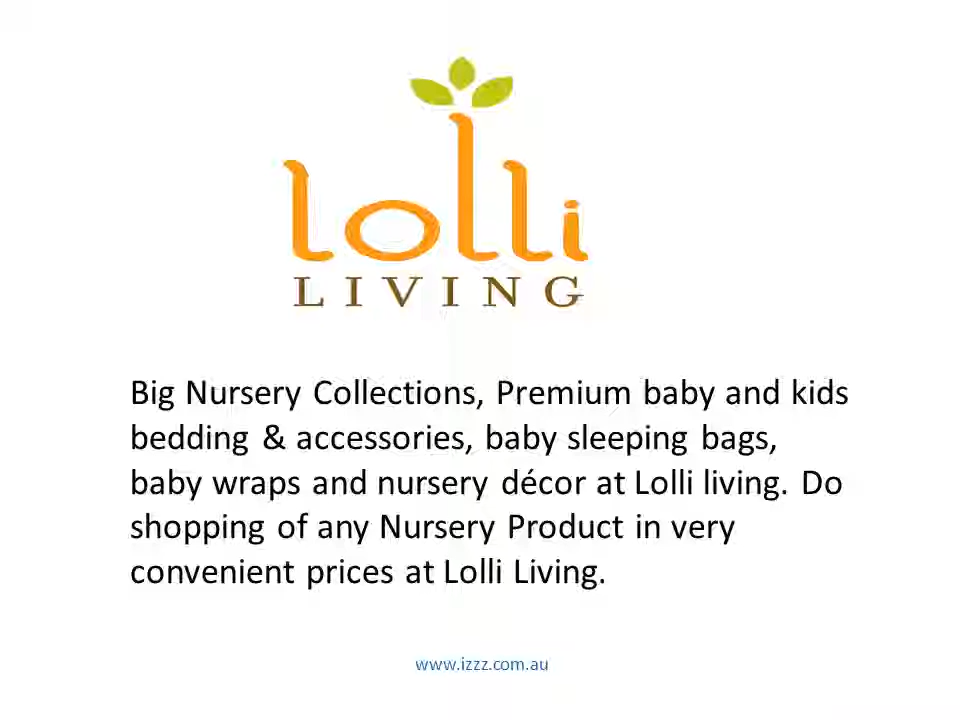 lolli
LIVING
Big Nursery Collections, Premium baby and kids
bedding & accessories, baby sleeping bags,
baby wraps and nursery décor at Lolli living. Do
shopping of any Nursery Product in very
convenient prices at Lolli Living.
www.izzz.com.au